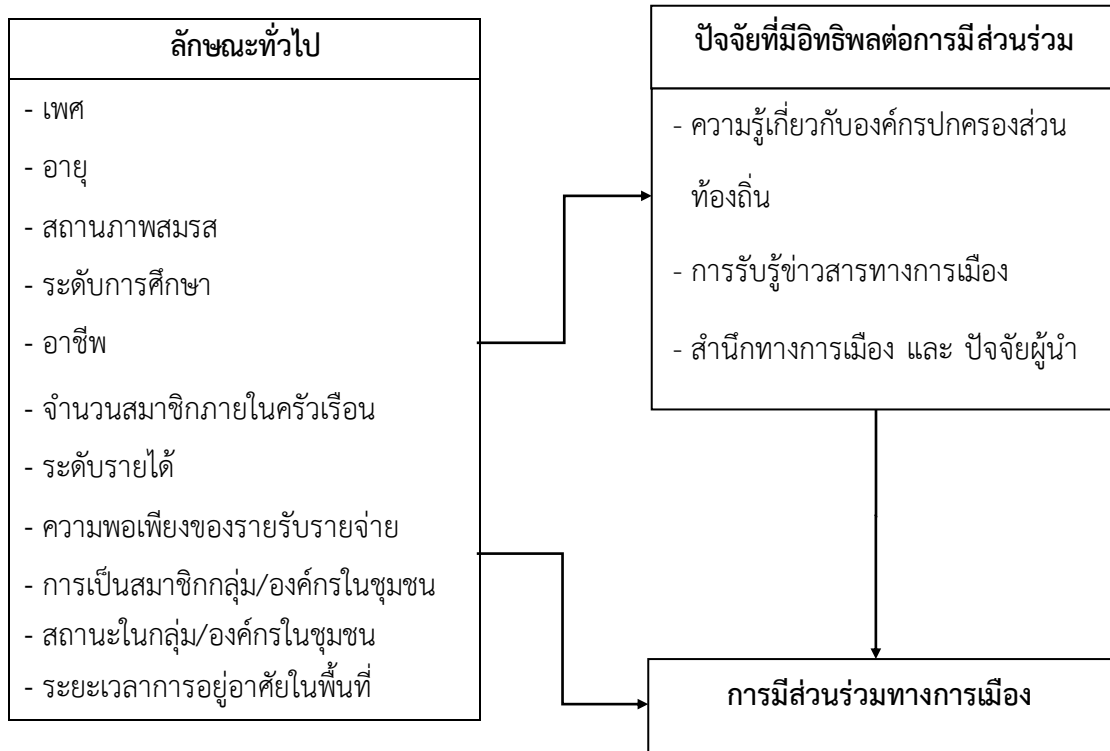 ลักษณะทั่วไป
- เพศ
- อายุ
- สถานภาพสมรส
- ระดับการศึกษา
- อาชีพ
- จำนวนสมาชิกภายในครัวเรือน
- ระดับรายได้
- ความพอเพียงของรายรับรายจ่าย
- การเป็นสมาชิกกลุ่ม/องค์กรในชุมชน
- สถานะในกลุ่ม/องค์กรในชุมชน
- ระยะเวลาการอยู่อาศัยในพื้นที่
ปัจจัยที่มีอิทธิพลต่อการมีส่วนร่วม
- ความรู้เกี่ยวกับองค์กรปกครองส่วน
ท้องถิ่น
- การรับรู้ข่าวสารทางการเมือง
- สำนึกทางการเมือง และ ปัจจัยผู้นำ
การมีส่วนร่วมทางการเมือง